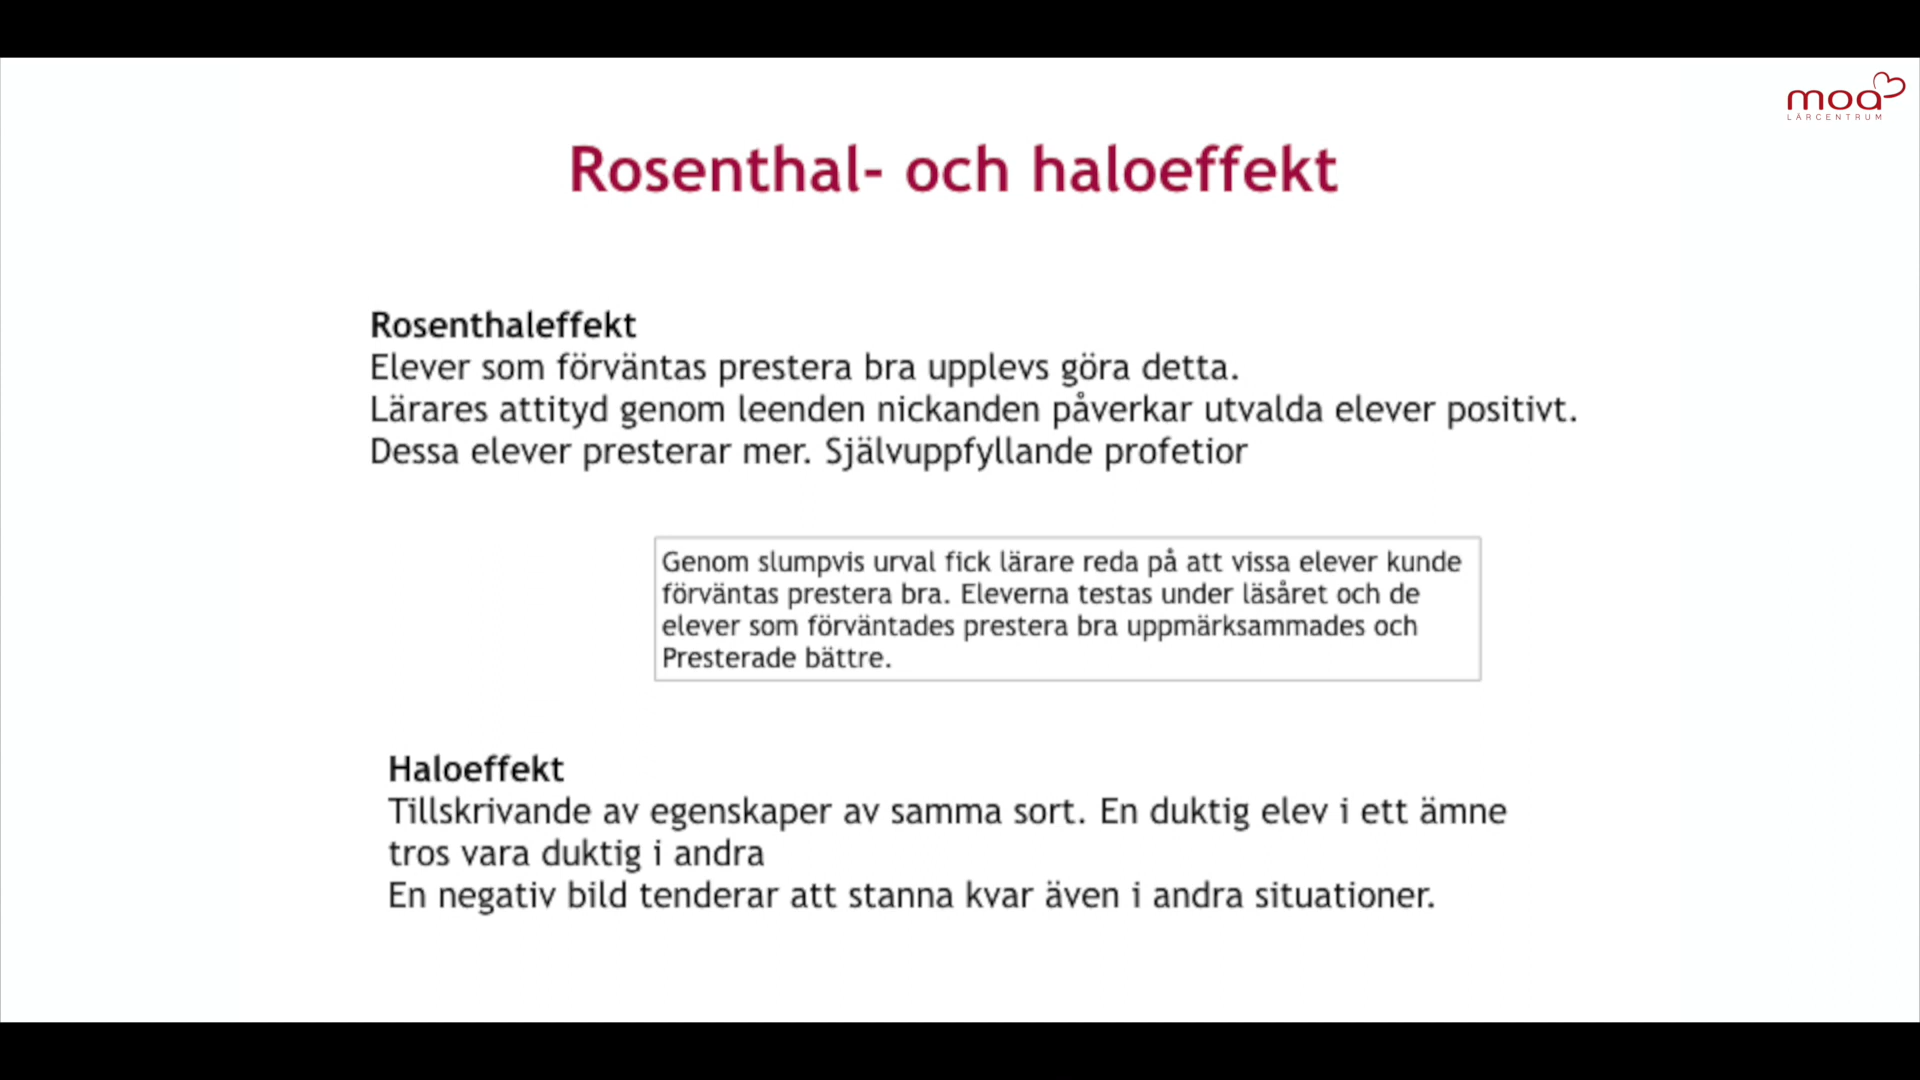 moa
LÄRCENTRUM
Rosenthal- och haloeffekt
Rosenthaleffekt
Elever som förväntas prestera bra upplevs göra detta.
Lärares attityd genom leenden nickanden påverkar utvalda elever positivt.
Dessa elever presterar mer. Självuppfyllande profetior
Genom slumpvis urval fick lärare reda på att vissa elever kunde
förväntas prestera bra. Eleverna testas under läsåret och de
elever som förväntades prestera bra uppmärksammades och
Presterade bättre.
Haloeffekt
Tillskrivande av egenskaper av samma sort. En duktig elev i ett ämne
tros vara duktig i andra
En negativ bild tenderar att stanna kvar även i andra situationer.